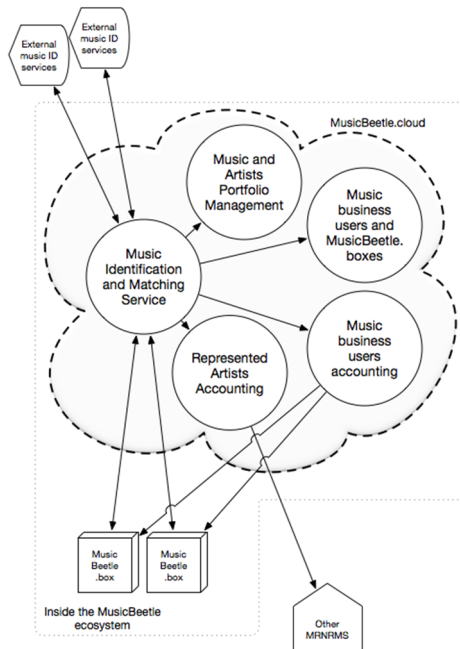 External
music ID
services
External
music ID
services
MusicBeetle.cloud
Music and
Artists
Portfolio
Management
Music
business
users and
MusicBeetle.
boxes
Music
Identification
and Matching
Service
Music
business
users
accounting
Represented
Artists
Accounting
Music
Beetle
.box
Music
Beetle
.box
Inside the MusicBeetle
ecosystem
Other
MRNRMS